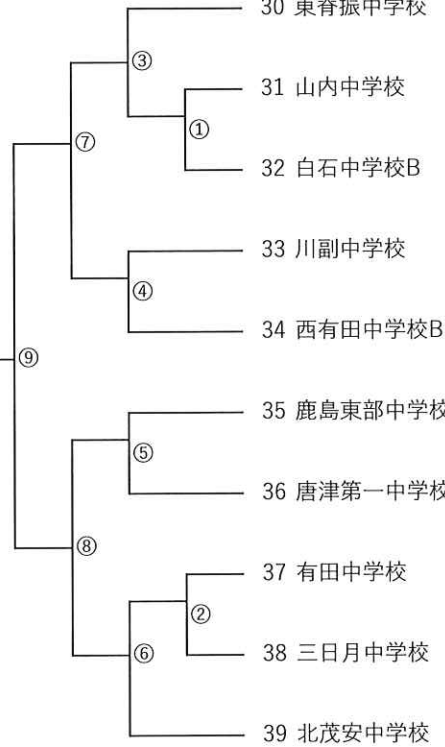 30 東脊振中学校
③
31 山内中学校
①
⑦
32 白石中学校B
33 川副中学校
④
34 西有田中学校B
⑨
35 鹿島東部中学校
⑤
36 唐津第一中学校
⑧
37 有田中学校
②
38 三日月中学校
⑥
39 北茂安中学校